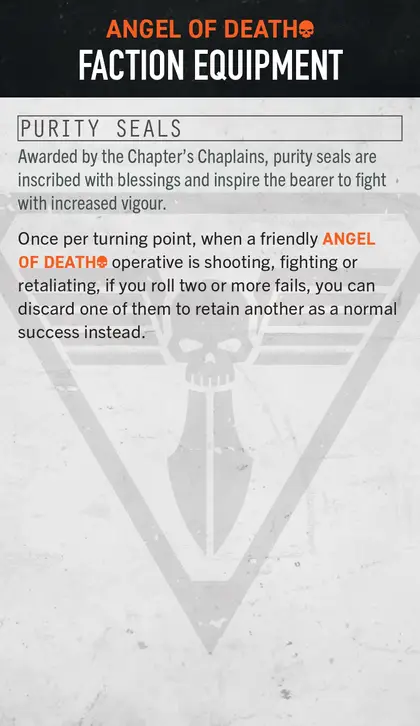 ANGEL OF DEATH
FACTION EQUIPMENT
PURITY SEALS
Awarded by the Chapter's Chaplains, purity seals are
inscribed with blessings and inspire the bearer to fight
with increased vigour.
Once per turning point, when a friendly ANGEL
OF DEATH operative is shooting, fighting or
retaliating, if you roll two or more fails, you can
discard one of them to retain another as a normal
success instead.